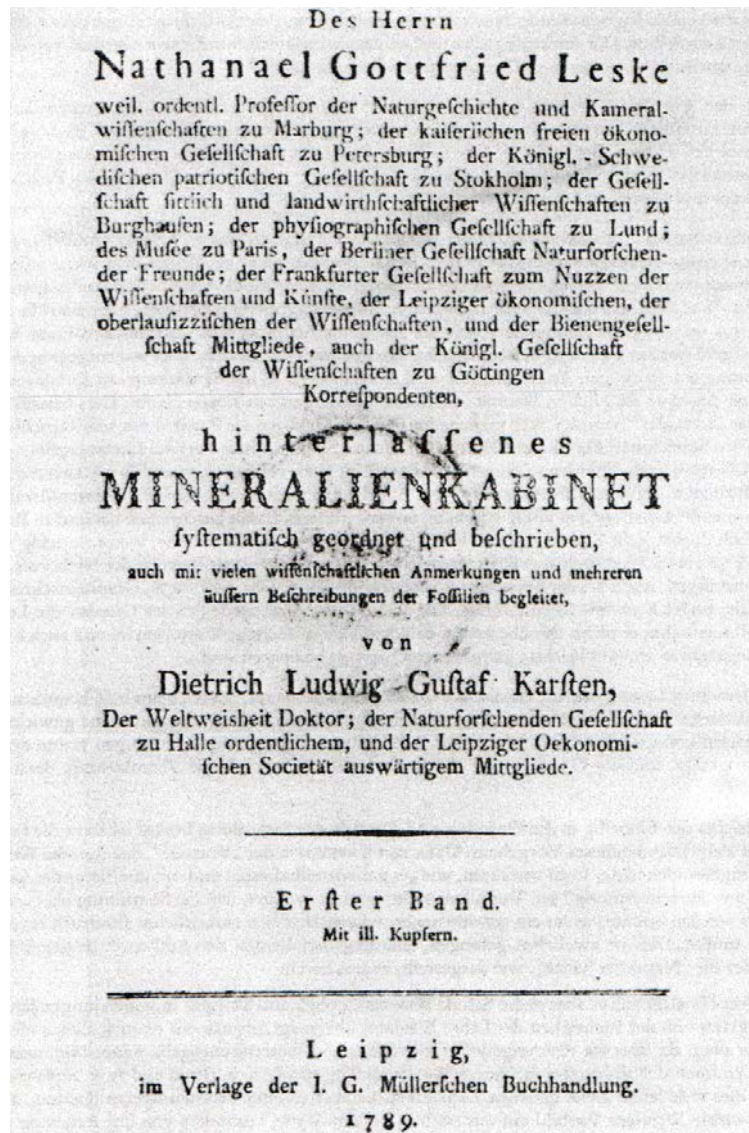 Des Herrn
Nathanael Gottfried Leske
weil. ordentl. Profeſſor der Naturgeſchichte und Kameral-
wiſſenſchaften zu Marburg; der kaiſerlichen freien ökono-
miſchen Geſellſchaft zu Petersburg; der Königl. - Schwe-
diſchen patriotiſchen Geſellſchaft zu Stokholm; der Geſell-
ſchaft ſittlich und landwirthſchaftlicher Wiſſenſchaften zu
Burghauſen; der phyſiographiſchen Geſellſchaft zu Lund;
des Muſée zu Paris, der Berliner Geſellſchaft Naturforſchen-
der Freunde; der Frankfurter Geſellſchaft zum Nuzzen der
Wiſſenſchaften und Künſte, der Leipziger ökonomiſchen, der
oberlauſizziſchen der Wiſſenſchaften, und der Bienengeſell-
ſchaft Mittgliede, auch der Königl. Geſellſchaft
der Wiſſenſchaften zu Göttingen
Korreſpondenten,
hinterlaſſenes
MINERALIENKABINET
ſyſtematiſch geordnet und beſchrieben,
auch mit vielen wiſſenſchaftlichen Anmerkungen und mehreren
äuſſern Beſchreibungen der Foſſilien begleitet,
von
Dietrich Ludwig Guſtaf Karſten,
Der Weltweisheit Doktor; der Naturforſchenden Geſellſchaft
zu Halle ordentlichem, und der Leipziger Oekonomi-
ſchen Societät auswärtigem Mittgliede.
Erſter Band.
Mit ill. Kupfern.
Leipzig,
im Verlage der I. G. Müllerſchen Buchhandlung.
1789.